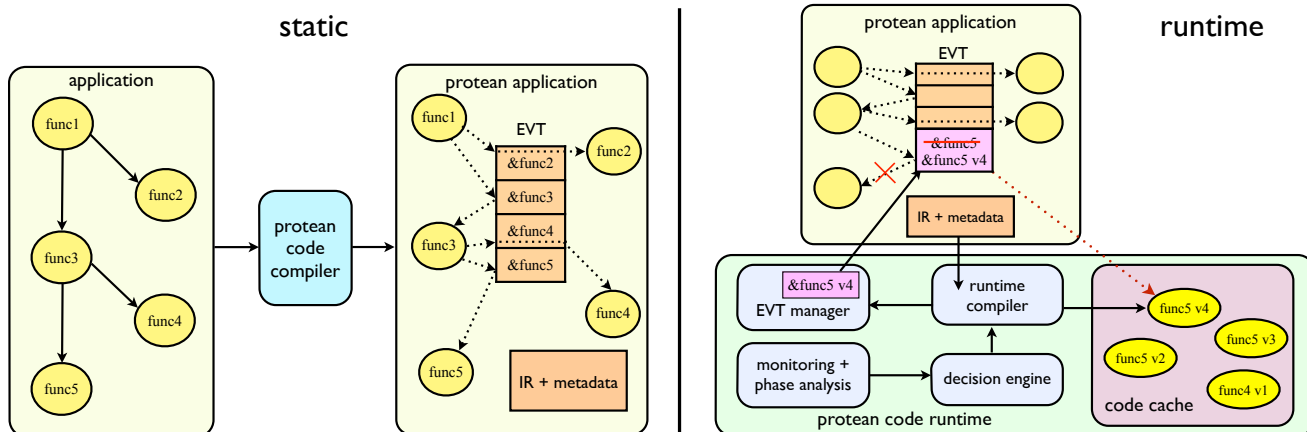 static
application
func1
func2
func3
func4
func5
protean
code
compiler
protean application
func1
EVT
&func2
func2
&func3
func3
&func4
&func5
func4
func5
IR + metadata
runtime
protean application
EVT
&func5
&func5 v4
IR + metadata
&func5 v4
EVT manager
runtime
compiler
monitoring +
phase analysis
decision engine
protean code runtime
func5 v4
func5 v3
func5 v2
func4 v1
code cache